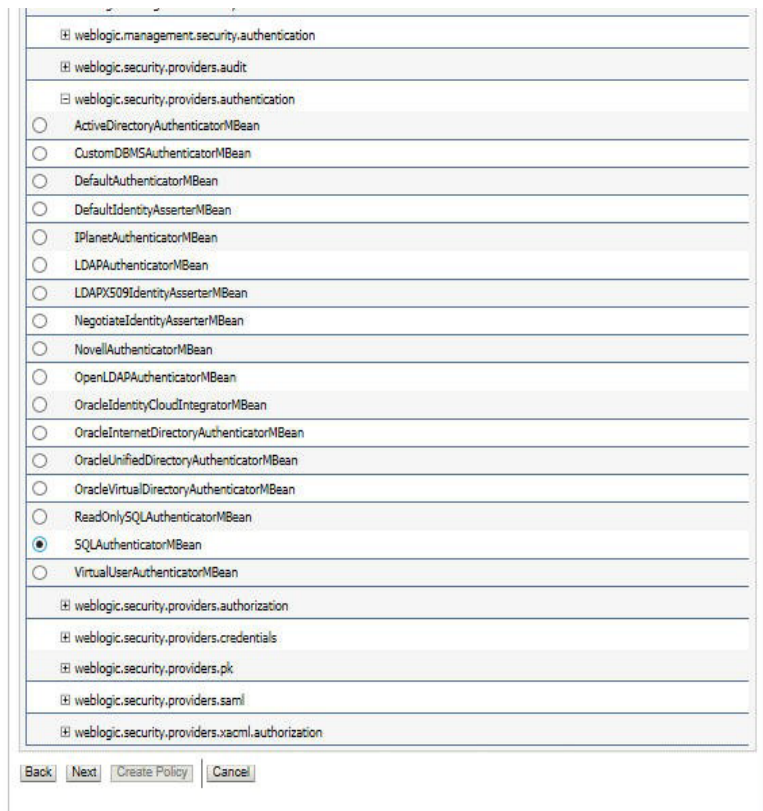 weblogic.management.security.authentication
weblogic.security.providers.audit
weblogic.security.providers.authentication
ActiveDirectoryAuthenticatorMBean
CustomDBMSAuthenticatorMBean
DefaultAuthenticatorMBean
DefaultIdentityAsserterMBean
IPlanetAuthenticatorMBean
LDAPAuthenticatorMBean
LDAPX509IdentityAsserterMBean
NegotiateIdentityAsserterMBean
NovellAuthenticatorMBean
OpenLDAPAuthenticatorMBean
OracleIdentityCloudIntegratorMBean
OracleInternetDirectoryAuthenticatorMBean
OracleUnifiedDirectoryAuthenticatorMBean
OracleVirtualDirectoryAuthenticatorMBean
ReadOnlySQLAuthenticatorMBean
SQLAuthenticatorMBean
VirtualUserAuthenticatorMBean
weblogic.security.providers.authorization
weblogic.security.providers.credentials
weblogic.security.providers.pk
weblogic.security.providers.saml
weblogic.security.providers.xacml.authorization
Back Next Create Policy Cancel